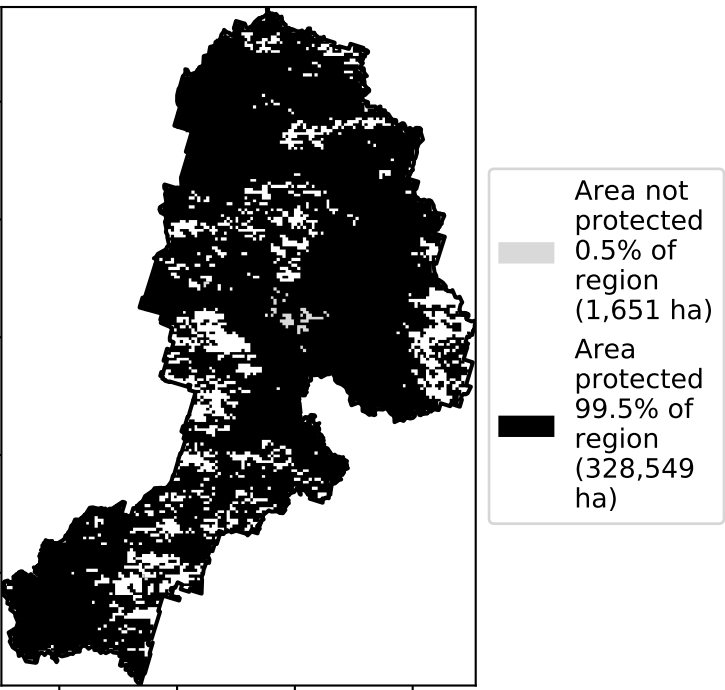 Area not
protected
0.5% of
region
(1,651 ha)
Area
protected
99.5% of
region
(328,549
ha)